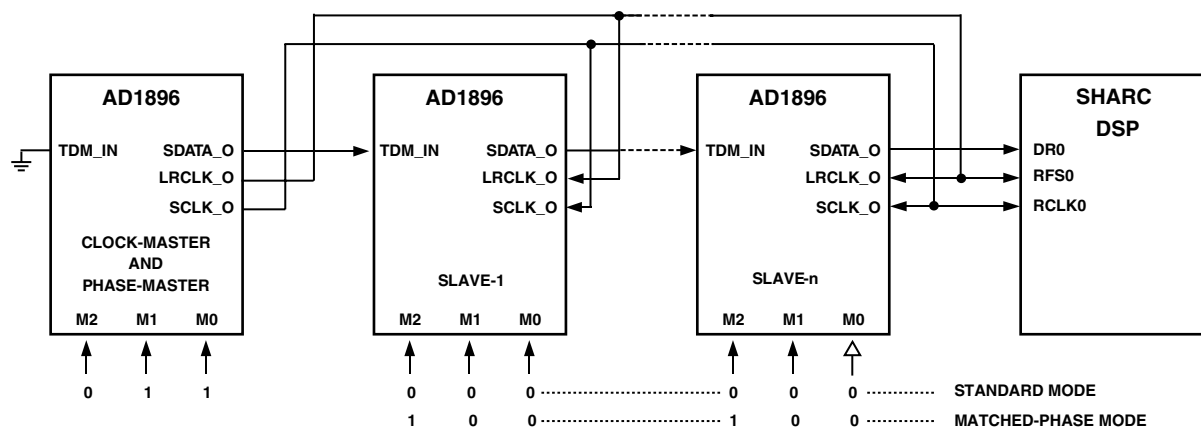 AD1896
AD1896
AD1896
SHARC
DSP
TDM_IN
SDATA_O
LRCLK_O
SCLK_O
TDM_IN
SDATA_O
LRCLK_O
SCLK_O
TDM_IN
SDATA_O
LRCLK_O
SCLK_O
DR0
RFS0
RCLK0
CLOCK-MASTER
AND
PHASE-MASTER
SLAVE-1
SLAVE-n
M2 M1 M0
M2 M1 M0
M2 M1 M0
0 1 1
0 0 0 0 0 0 STANDARD MODE
1 0 0 1 0 0 MATCHED-PHASE MODE